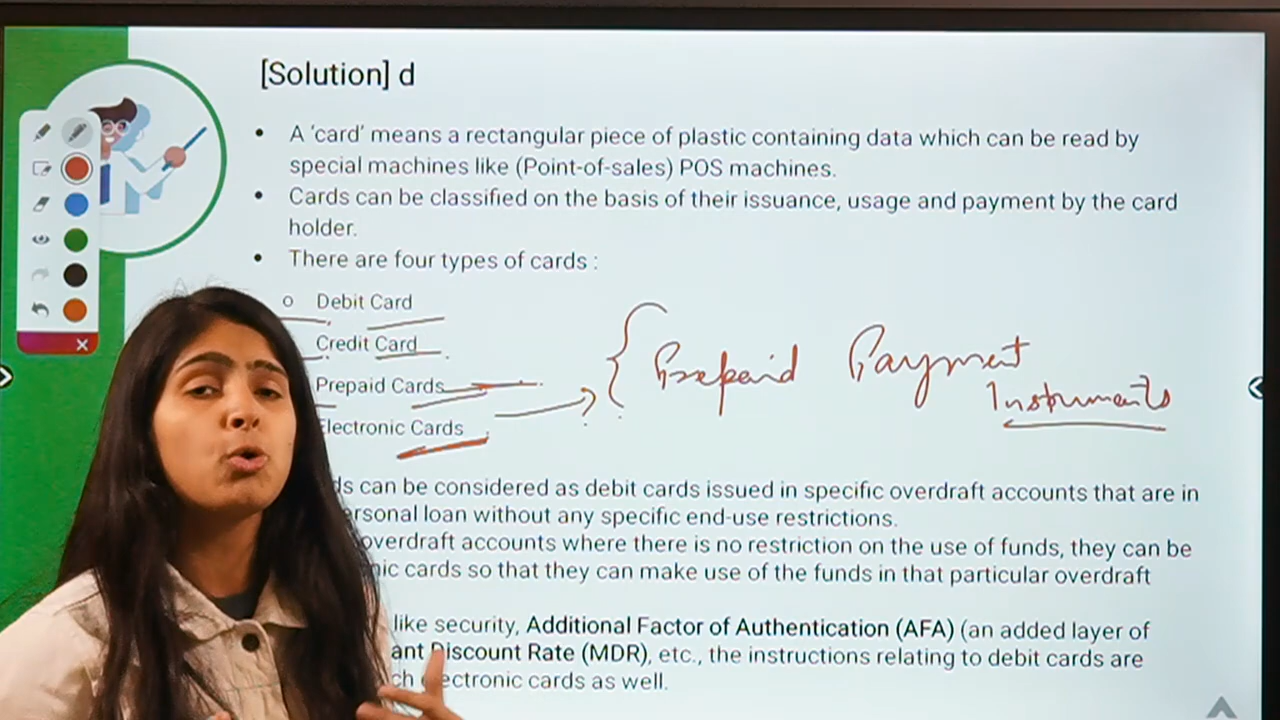 [Solution] d
• A 'card' means a rectangular piece of plastic containing data which can be read by
special machines like (Point-of-sales) POS machines.
• Cards can be classified on the basis of their issuance, usage and payment by the card
holder.
• There are four types of cards :
o Debit Card
Credit Card
Prepaid Cards
Electronic Cards
{ Prepaid Payment
Instruments
ds can be considered as debit cards issued in specific overdraft accounts that are in
ersonal loan without any specific end-use restrictions.
overdraft accounts where there is no restriction on the use of funds, they can be
nic cards so that they can make use of the funds in that particular overdraft
like security, Additional Factor of Authentication (AFA) (an added layer of
ant Discount Rate (MDR), etc., the instructions relating to debit cards are
ch electronic cards as well.